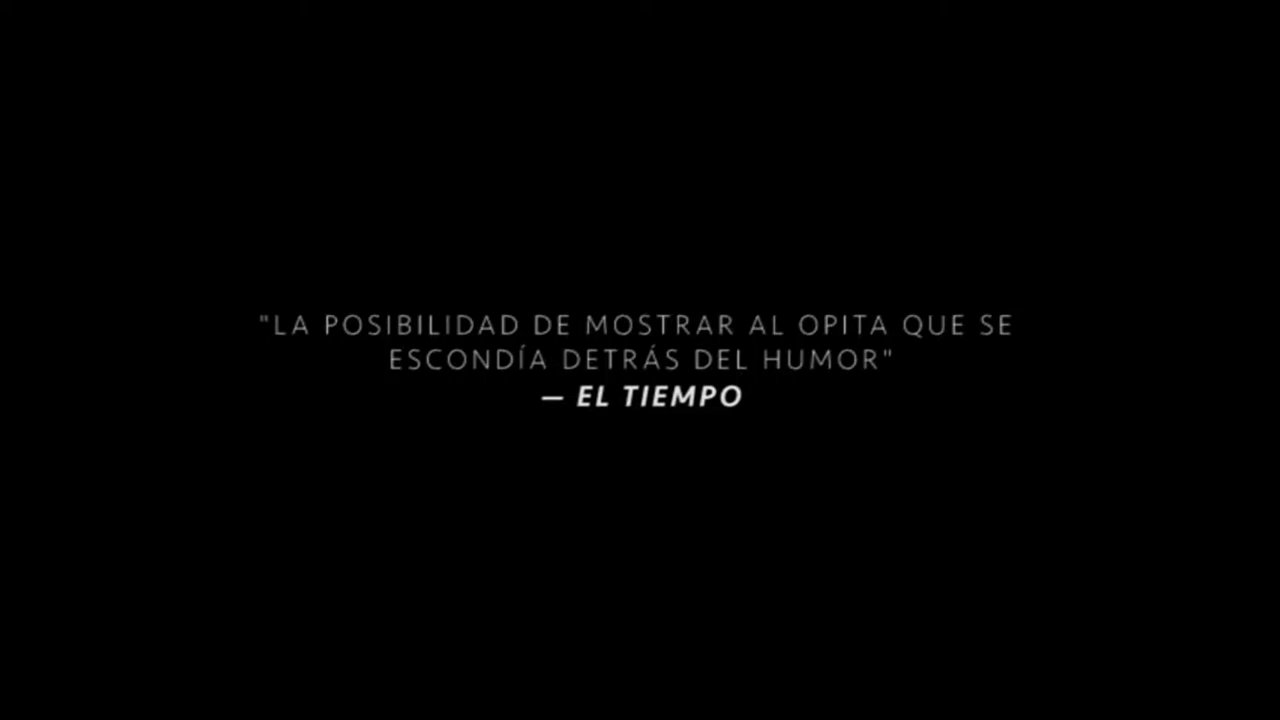 "LA POSIBILIDAD DE MOSTRAR AL OPITA QUE SE
ESCONDÍA DETRÁS DEL HUMOR"
— EL TIEMPO